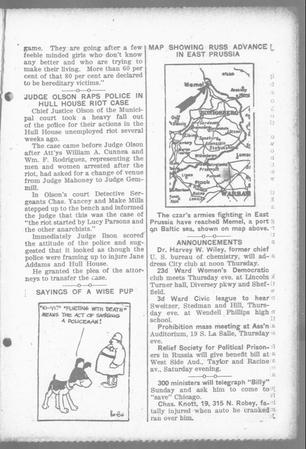 game. They are going after a few
feeble minded girls who don't know
any better and who are trying to
make their living. More than 60 per
cent of that 80 per cent are declared
to be hereditary victims."
JUDGE OLSON RAPS POLICE IN
HULL HOUSE RIOT CASE
Chief Justice Olson of the Municipal
court took a heavy fall out
of the police for their actions in the
Hull House unemployed riot several
weeks ago.
The case came before Judge Olson
after Att'ys William A. Cunnea and
Wm. F. Rodriguez, representing the
men and women arrested after the
riot, had asked for a change of venue
from Judge Mahoney to Judge Gemmill.
In Olson's court Detective Sergeants
Chas. Yancey and Make Mills
stepped up to the bench and informed
the judge that this was the case of
"the riot started by Lucy Parsons and
the other anarchists."
Immediately Judge Ilson scored
the attitude of the police and suggested
that it looked as though the
police were framing up to injure Jane
Addams and Hull House.
He granted the plea of the attorneys
to transfer the case.
SAYINGS OF A WISE PUP
"FLIRTING WITH DEATH"
MEANS THE ACT OF SASSING
A POLICEMAN!
MAP SHOWING RUSS ADVANCE
IN EAST PRUSSIA
Memel
WARSAW
The czar's armies fighting in East
Prussia have reached Memel, a port
on Baltic sea, shown on map above.
ANNOUNCEMENTS
Dr. Harvey W. Wiley, former chief
U. S. bureau of chemistry, will address
City club at noon Thursday.
23d Ward Women's Democratic
club meets Thursday eve. at Lincoln
Turner hall, Diversey pkwy and Sheffield.
3d Ward Civic league to hear
Sweitzer, Stedman and Hill, Thursday
eve. at Wendell Phillips high
school.
Prohibition mass meeting at Aas'n
Auditorium, 19 S. La Salle, Thursday
eve.
Relief Society for Political Prisoners
in Russia will give benefit bill at
West Side Aud., Taylor and Racine
av., Saturday evening.
300 ministers will telegraph "Billy"
Sunday and ask him to come to
"save" Chicago.
Chas. Knott, 19, 315 N. Robey, fatally
injured when auto he cranked
ran over him.